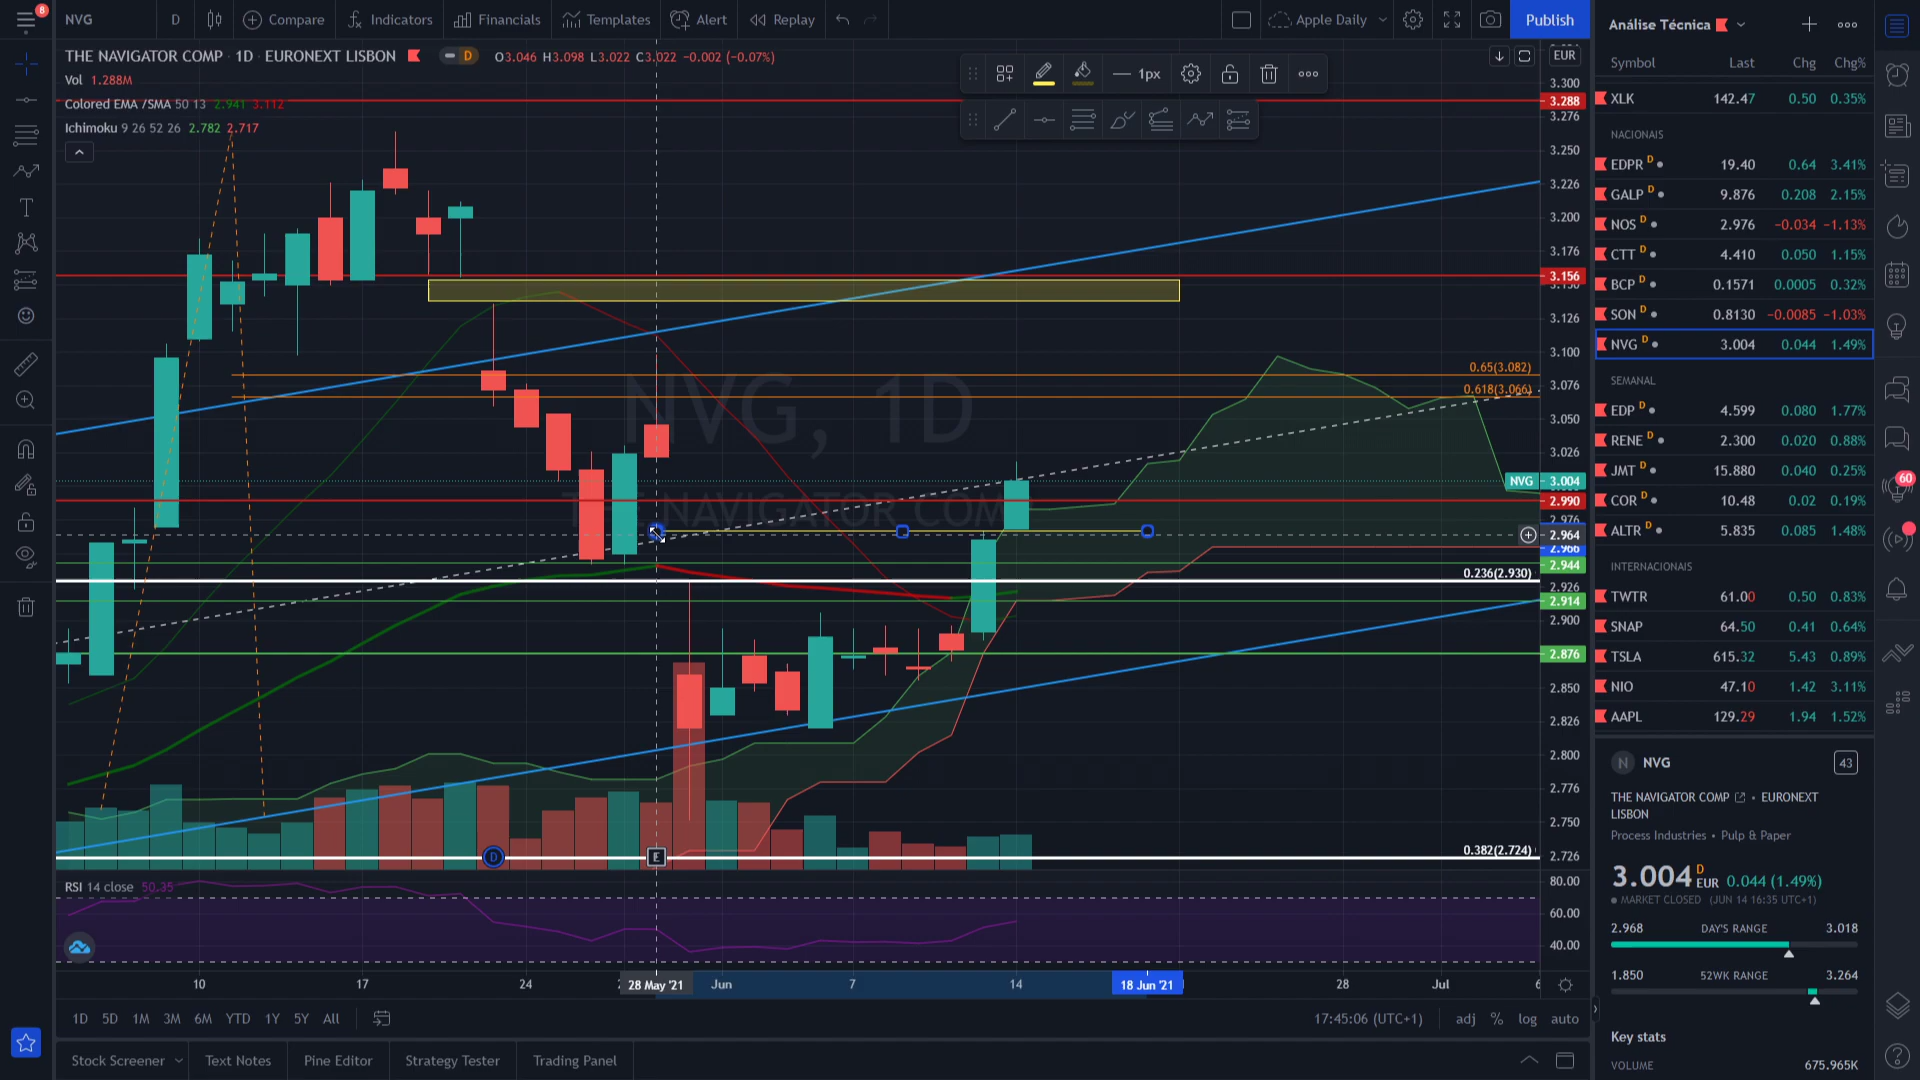 8
NVG
D
Compare
Indicators
Financials
Templates
Alert
Replay
Apple Daily
Publish
THE NAVIGATOR COMP · 1D · EURONEXT LISBON
D
O3.046 H3.098 L3.022 C3.022 −0.002 (−0.07%)
Vol 1.288M
Colored EMA /SMA 50 13 2.941 3.112
Ichimoku 9 26 52 26 2.782 2.717
1px
NVG, 1D
THE NAVIGATOR COMP
0.65(3.082)
0.618(3.066)
0.236(2.930)
0.382(2.724)
D
E
EUR
3.300
3.288
3.276
3.250
3.226
3.200
3.176
3.156
3.150
3.126
3.100
3.076
3.050
3.026
NVG 3.004
2.990
2.976
2.964
2.966
2.944
2.926
2.914
2.900
2.876
2.850
2.826
2.800
2.776
2.750
2.726
RSI 14 close 50.35
80.00
60.00
40.00
10
17
24
28 May '21
Jun
7
14
18 Jun '21
28
Jul
6
1D 5D 1M 3M 6M YTD 1Y 5Y All
17:45:06 (UTC+1)
adj % log auto
Stock Screener
Text Notes
Pine Editor
Strategy Tester
Trading Panel
Análise Técnica
Symbol Last Chg Chg%
XLK 142.47 0.50 0.35%
NACIONAIS
EDPR D 19.40 0.64 3.41%
GALP D 9.876 0.208 2.15%
NOS D 2.976 −0.034 −1.13%
CTT D 4.410 0.050 1.15%
BCP D 0.1571 0.0005 0.32%
SON D 0.8130 −0.0085 −1.03%
NVG D 3.004 0.044 1.49%
SEMANAL
EDP D 4.599 0.080 1.77%
RENE D 2.300 0.020 0.88%
JMT D 15.880 0.040 0.25%
COR D 10.48 0.02 0.19%
ALTR D 5.835 0.085 1.48%
INTERNACIONAIS
TWTR 61.00 0.50 0.83%
SNAP 64.50 0.41 0.64%
TSLA 615.32 5.43 0.89%
NIO 47.10 1.42 3.11%
AAPL 129.29 1.94 1.52%
N NVG
43
THE NAVIGATOR COMP • EURONEXT
LISBON
Process Industries • Pulp & Paper
3.004 D EUR 0.044 (1.49%)
MARKET CLOSED (JUN 14 16:35 UTC+1)
2.968 DAY'S RANGE 3.018
1.850 52WK RANGE 3.264
Key stats
VOLUME 675.965K
60